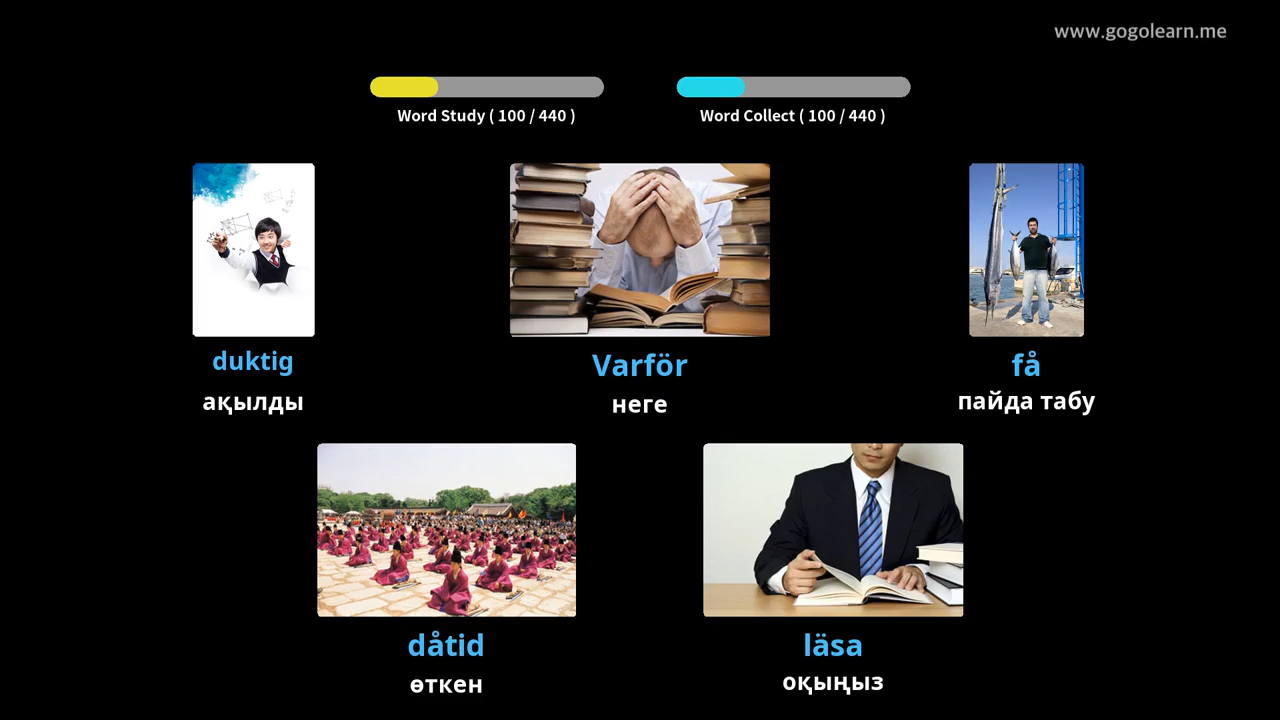 www.gogolearn.me
Word Study ( 100 / 440 )
Word Collect ( 100 / 440 )
duktig
ақылды
Varför
неге
få
пайда табу
dåtid
өткен
läsa
оқыңыз